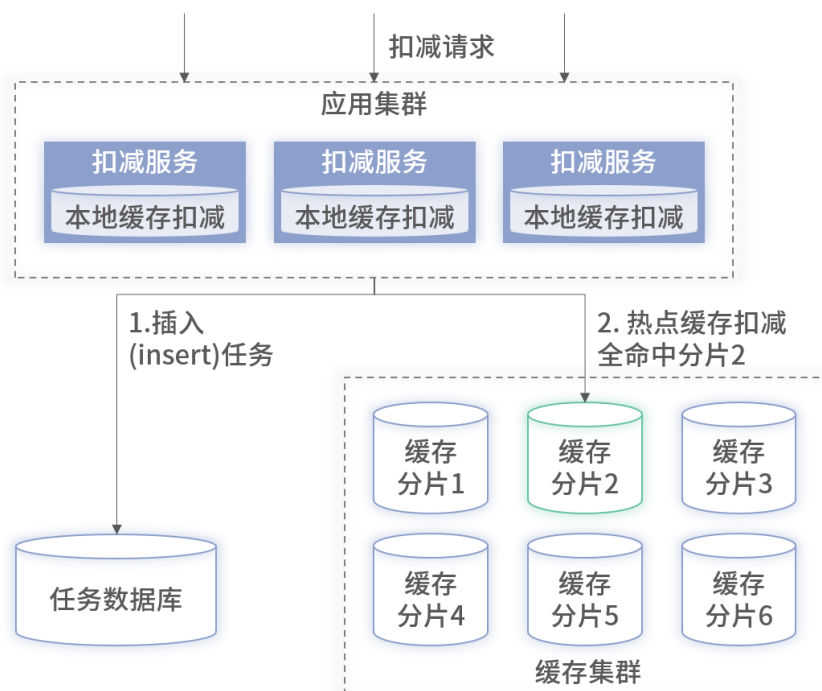 扣减请求
应用集群
扣减服务
本地缓存扣减
扣减服务
本地缓存扣减
扣减服务
本地缓存扣减
1.插入
(insert)任务
2. 热点缓存扣减
全命中分片2
缓存
分片1
缓存
分片2
缓存
分片3
任务数据库
缓存
分片4
缓存
分片5
缓存
分片6
缓存集群